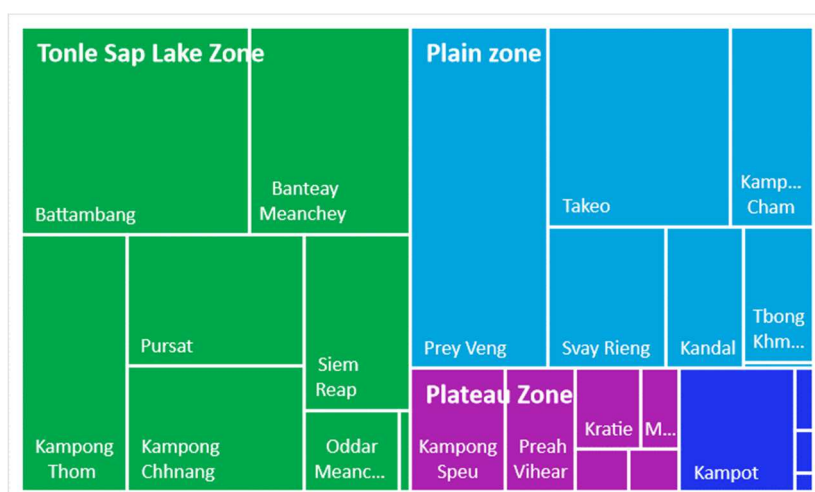 Tonle Sap Lake Zone
Battambang
Banteay
Meanchey
Kampong
Thom
Pursat
Kampong
Chhnang
Siem
Reap
Oddar
Meanc...
Plain zone
Prey Veng
Takeo
Kamp...
Cham
Svay Rieng
Kandal
Tbong
Khm...
Plateau Zone
Kampong
Speu
Preah
Vihear
Kratie
M...
Kampot